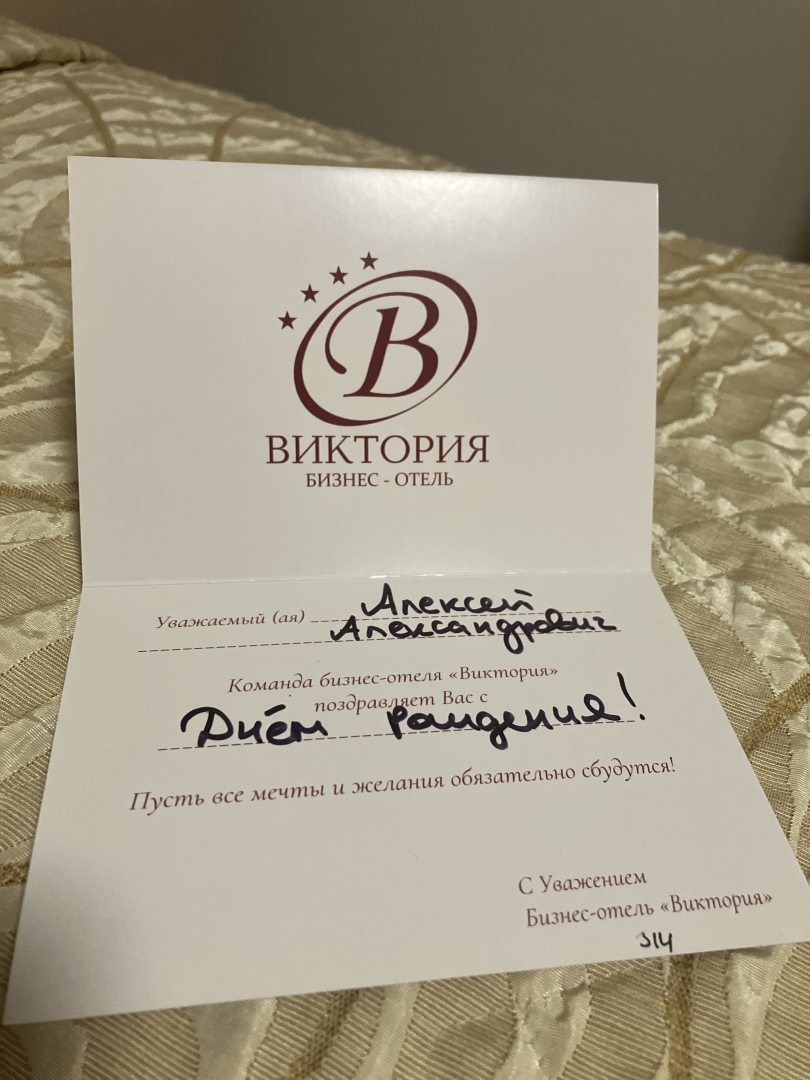 В
ВИКТОРИЯ
БИЗНЕС - ОТЕЛЬ
Уважаемый (ая) Алексей
Александрович
Команда бизнес-отеля «Виктория»
поздравляет Вас с
Днём рождения!
Пусть все мечты и желания обязательно сбудутся!
С Уважением
Бизнес-отель «Виктория»
314